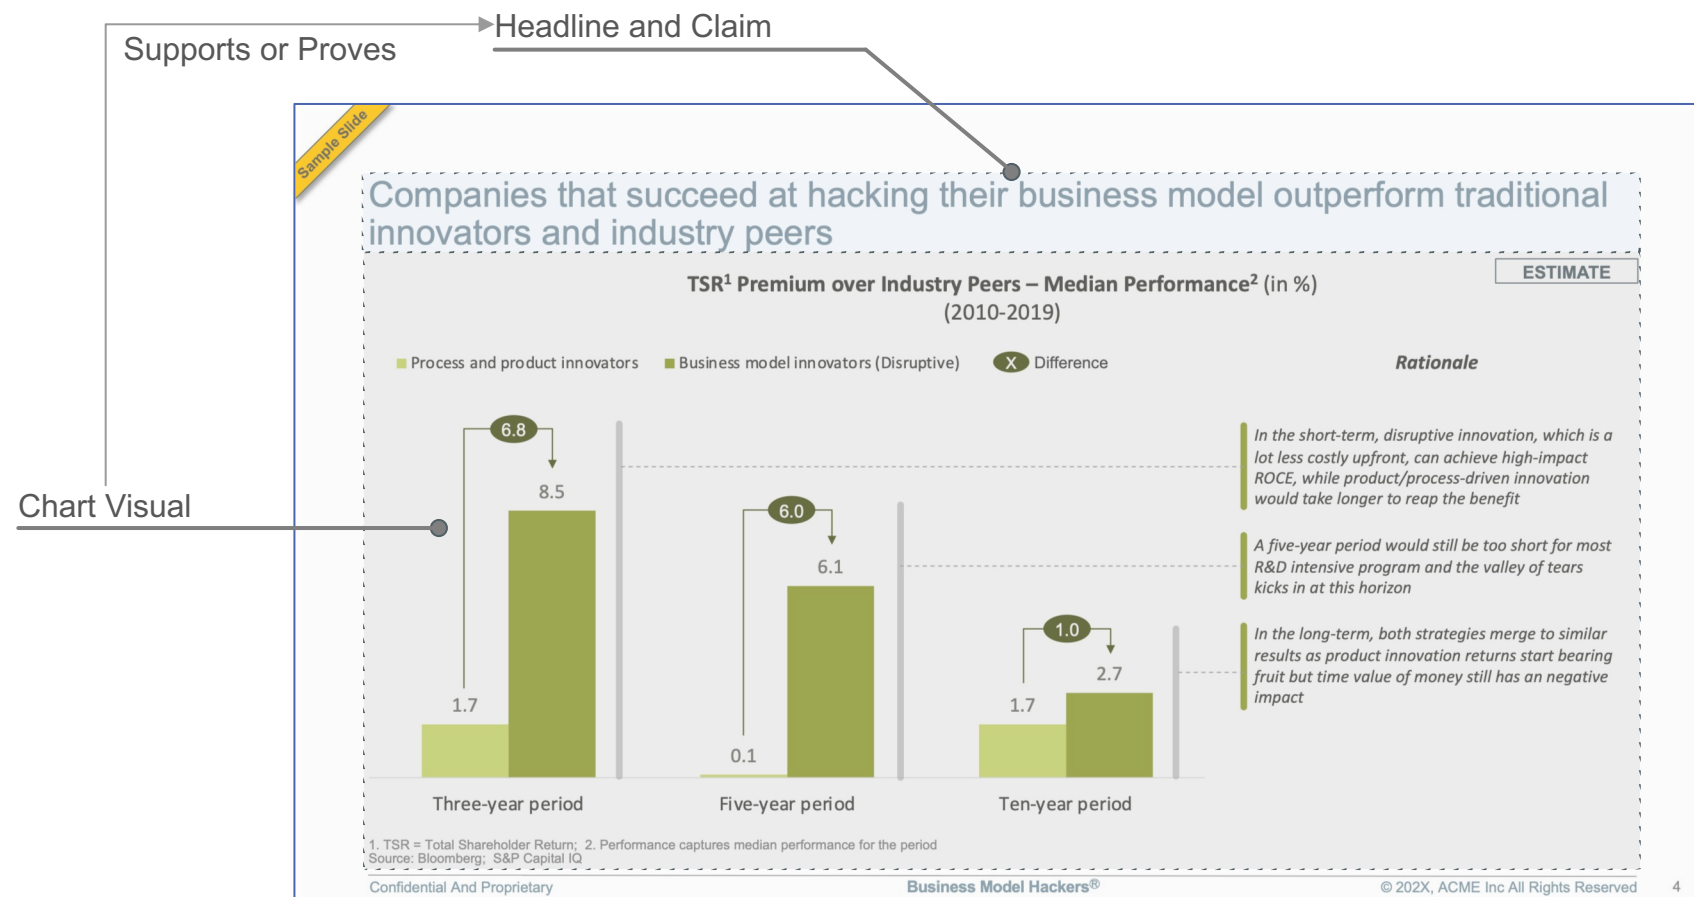 Headline and Claim
Supports or Proves
Chart Visual
Sample Slide
Companies that succeed at hacking their business model outperform traditional
innovators and industry peers
ESTIMATE
TSR¹ Premium over Industry Peers – Median Performance² (in %)
(2010-2019)
Process and product innovators
Business model innovators (Disruptive)
X Difference
Rationale
6.8
8.5
1.7
Three-year period
6.0
6.1
0.1
Five-year period
1.0
2.7
1.7
Ten-year period
In the short-term, disruptive innovation, which is a
lot less costly upfront, can achieve high-impact
ROCE, while product/process-driven innovation
would take longer to reap the benefit
A five-year period would still be too short for most
R&D intensive program and the valley of tears
kicks in at this horizon
In the long-term, both strategies merge to similar
results as product innovation returns start bearing
fruit but time value of money still has an negative
impact
1. TSR = Total Shareholder Return; 2. Performance captures median performance for the period
Source: Bloomberg; S&P Capital IQ
Confidential And Proprietary
Business Model Hackers®
© 202X, ACME Inc All Rights Reserved
4